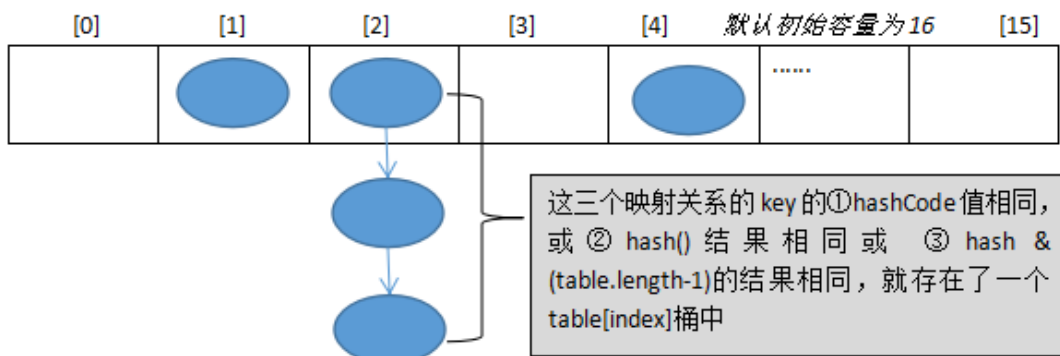 [0] [1] [2] [3] [4] 默认初始容量为16 [15]
......
这三个映射关系的 key 的①hashCode 值相同，
或② hash() 结果相同或 ③ hash &
(table.length-1)的结果相同，就存在了一个
table[index]桶中